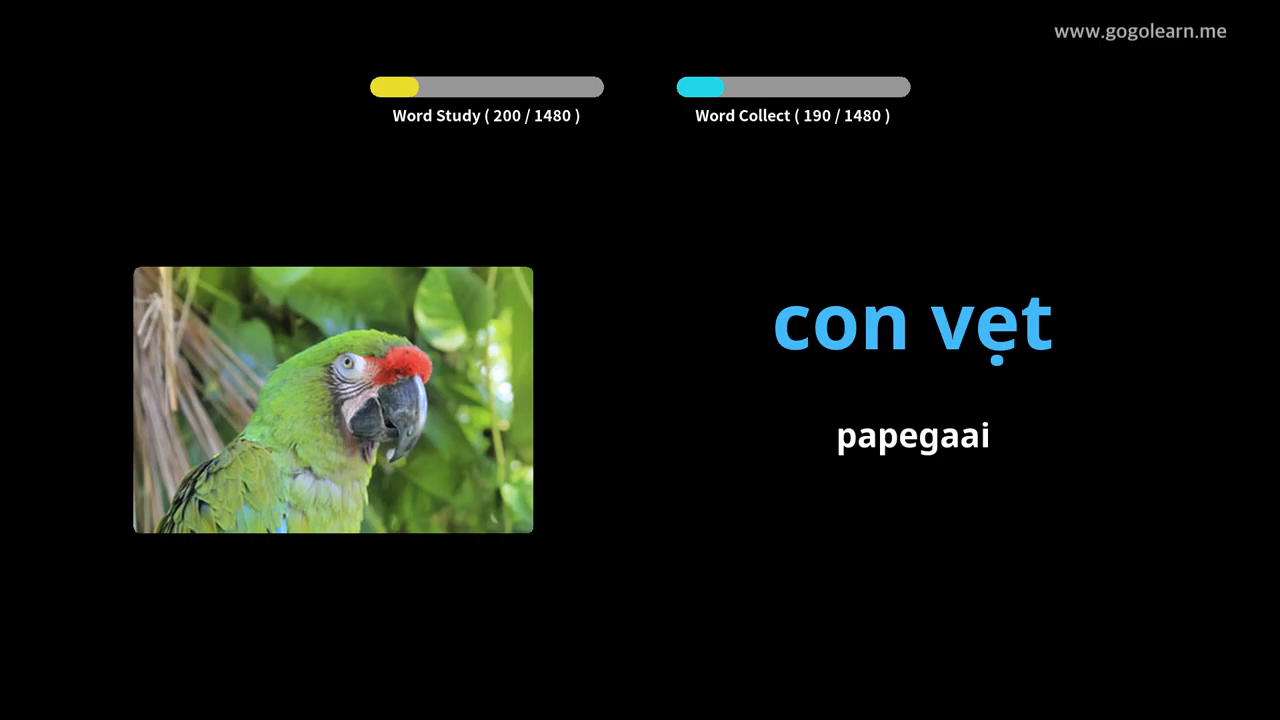 www.gogolearn.me
Word Study ( 200 / 1480 )
Word Collect ( 190 / 1480 )
con vẹt
papegaai